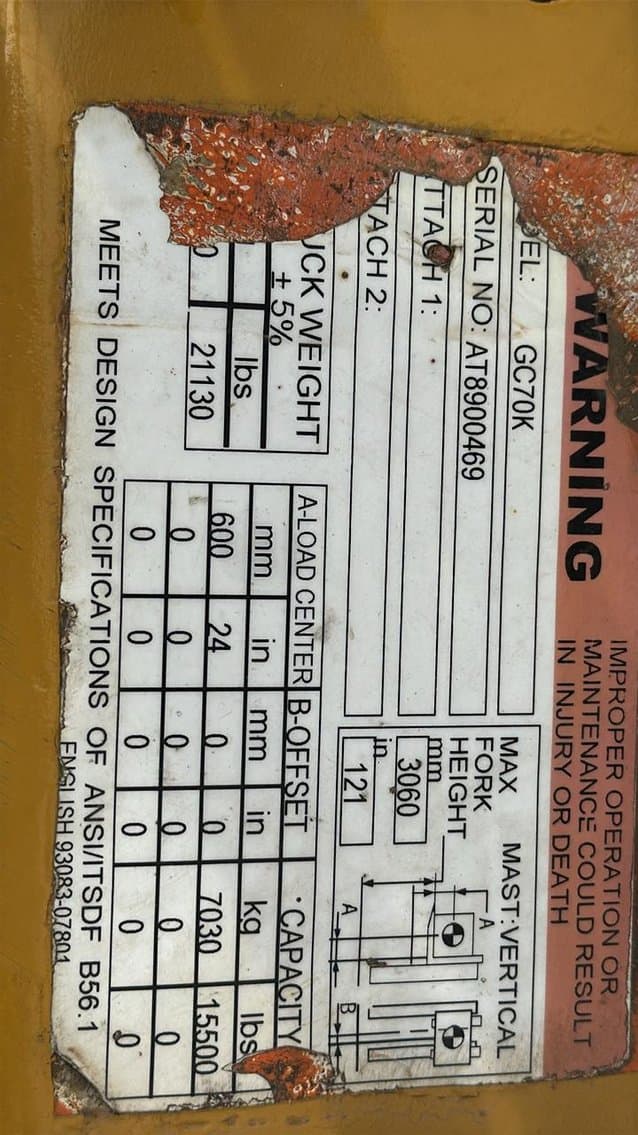 WARNING
IMPROPER OPERATION OR
MAINTENANCE COULD RESULT
IN INJURY OR DEATH
EL: GC70K
SERIAL NO: AT8900469
TTACH 1:
TACH 2:
MAX
FORK
HEIGHT
mm
3060
in
121
MAST:VERTICAL
A
A B
UCK WEIGHT
± 5%
lbs
0 21130
A-LOAD CENTER B-OFFSET CAPACITY
mm in mm in kg lbs
600 24 0 0 7030 15500
0 0 0 0 0 0
0 0 0 0 0 0
MEETS DESIGN SPECIFICATIONS OF ANSI/ITSDF B56.1
ENGLISH 93083-07801